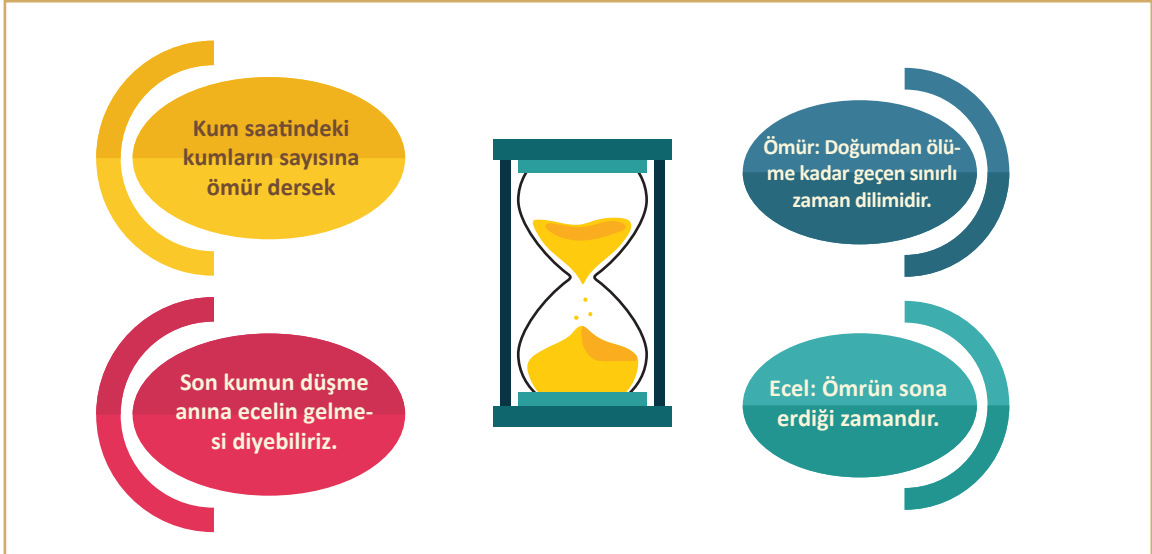 Kum saatindeki
kumların sayısına
ömür dersek
Son kumun düşme
anına ecelin gelme-
si diyebiliriz.
Ömür: Doğumdan ölü-
me kadar geçen sınırlı
zaman dilimidir.
Ecel: Ömrün sona
erdiği zamandır.